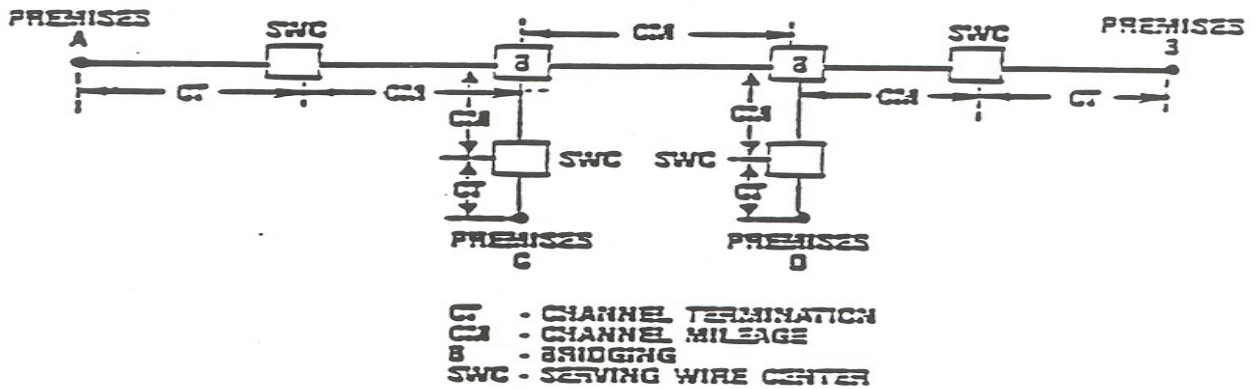 PREMISES
A
SWC
CM
SWC
PREMISES
B
B
B
CT
CM
CM
CT
CM
CM
SWC
SWC
CT
CT
PREMISES
C
PREMISES
D
CT - CHANNEL TERMINATION
CM - CHANNEL MILEAGE
B - BRIDGING
SWC - SERVING WIRE CENTER